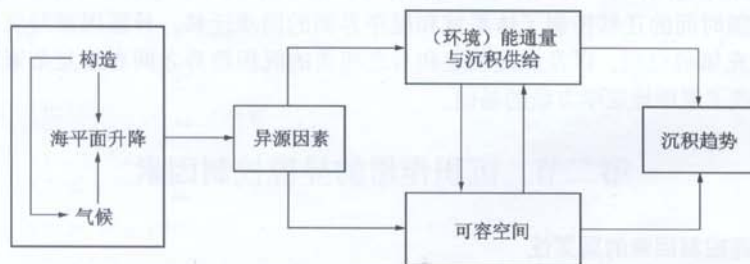 构造
海平面升降
气候
异源因素
（环境）能通量
与沉积供给
可容空间
沉积趋势